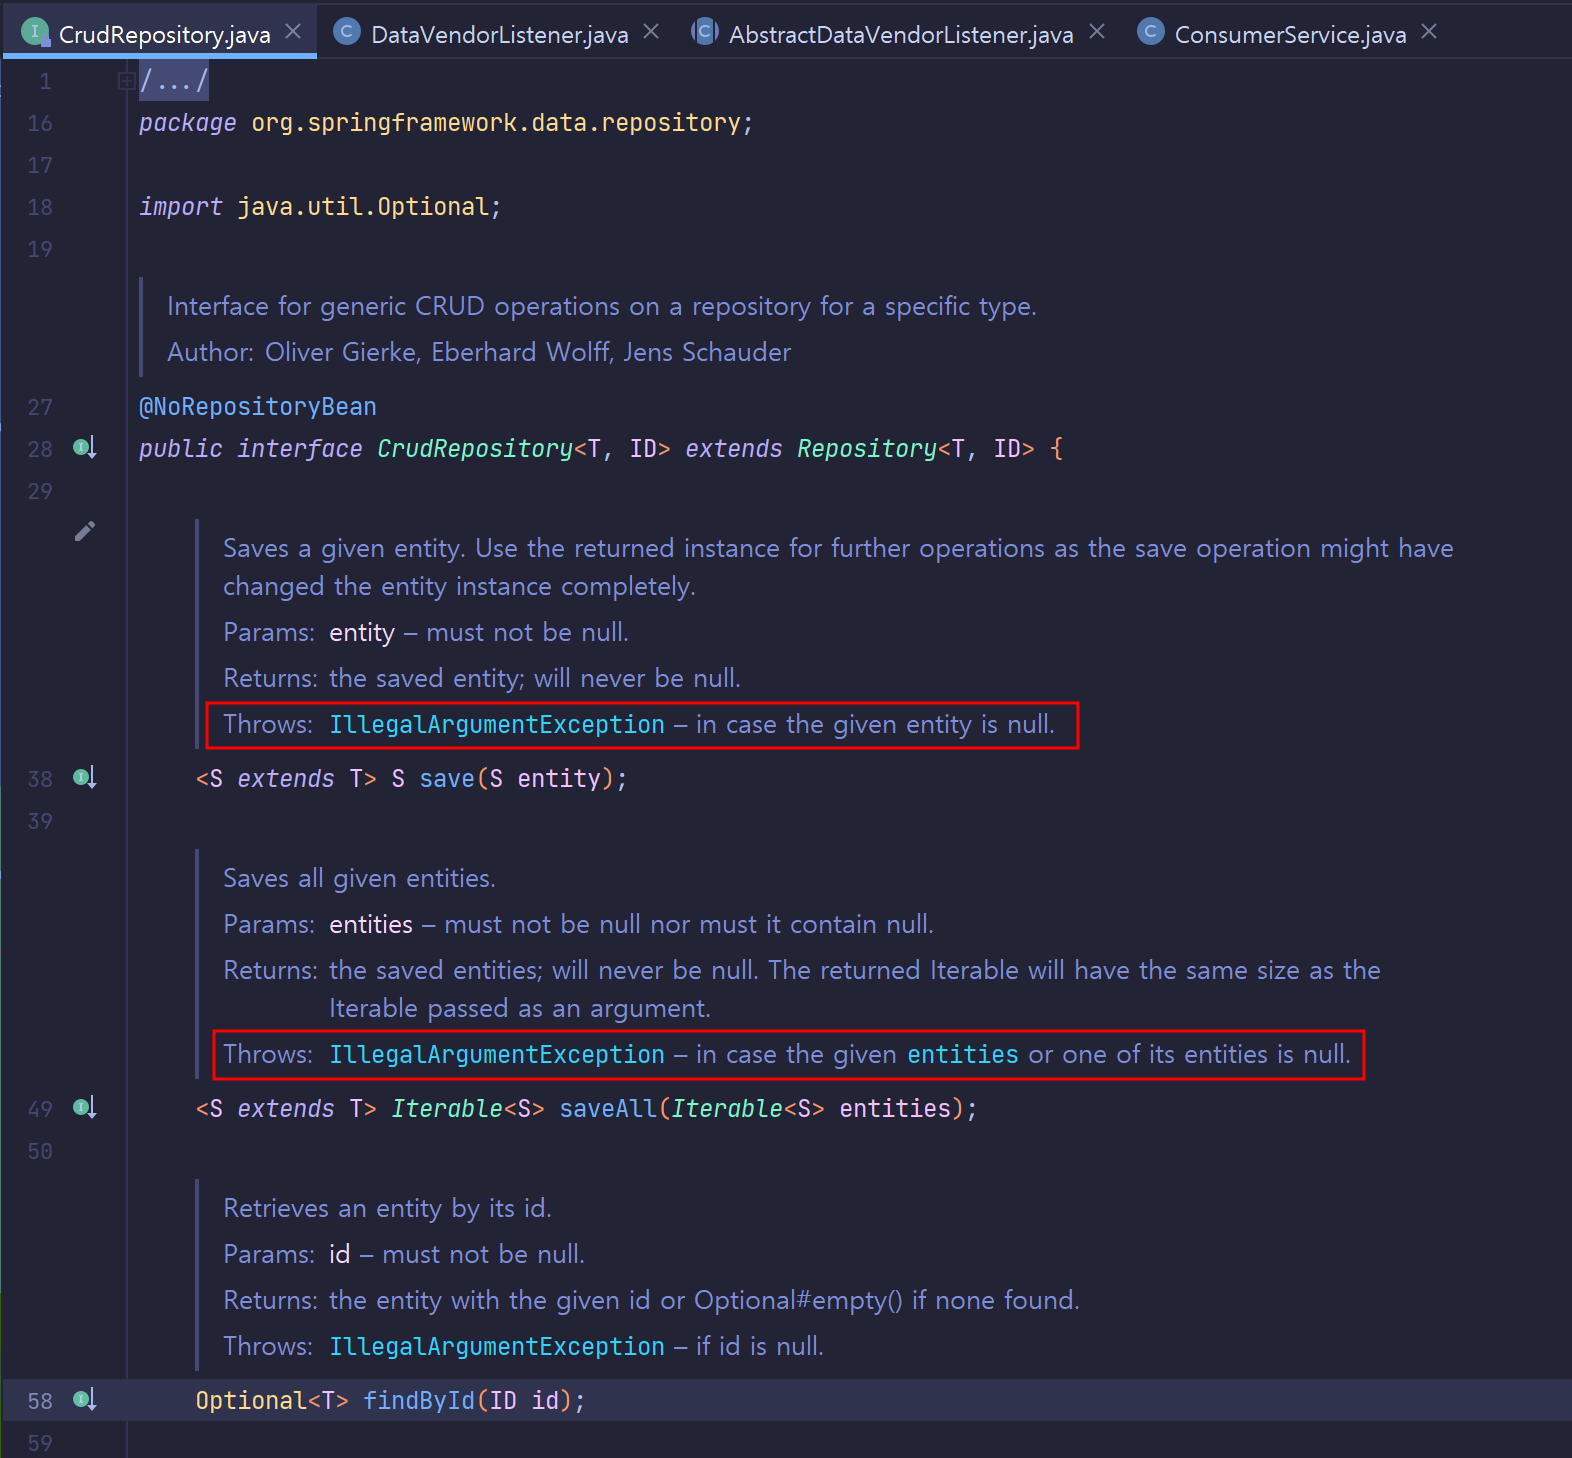 CrudRepository.java DataVendorListener.java AbstractDataVendorListener.java ConsumerService.java
1 /.../
16 package org.springframework.data.repository;
17
18 import java.util.Optional;
19
Interface for generic CRUD operations on a repository for a specific type.
Author: Oliver Gierke, Eberhard Wolff, Jens Schauder
27 @NoRepositoryBean
28 public interface CrudRepository<T, ID> extends Repository<T, ID> {
29
Saves a given entity. Use the returned instance for further operations as the save operation might have
changed the entity instance completely.
Params: entity – must not be null.
Returns: the saved entity; will never be null.
Throws: IllegalArgumentException – in case the given entity is null.
38 <S extends T> S save(S entity);
39
Saves all given entities.
Params: entities – must not be null nor must it contain null.
Returns: the saved entities; will never be null. The returned Iterable will have the same size as the
Iterable passed as an argument.
Throws: IllegalArgumentException – in case the given entities or one of its entities is null.
49 <S extends T> Iterable<S> saveAll(Iterable<S> entities);
50
Retrieves an entity by its id.
Params: id – must not be null.
Returns: the entity with the given id or Optional#empty() if none found.
Throws: IllegalArgumentException – if id is null.
58 Optional<T> findById(ID id);
59